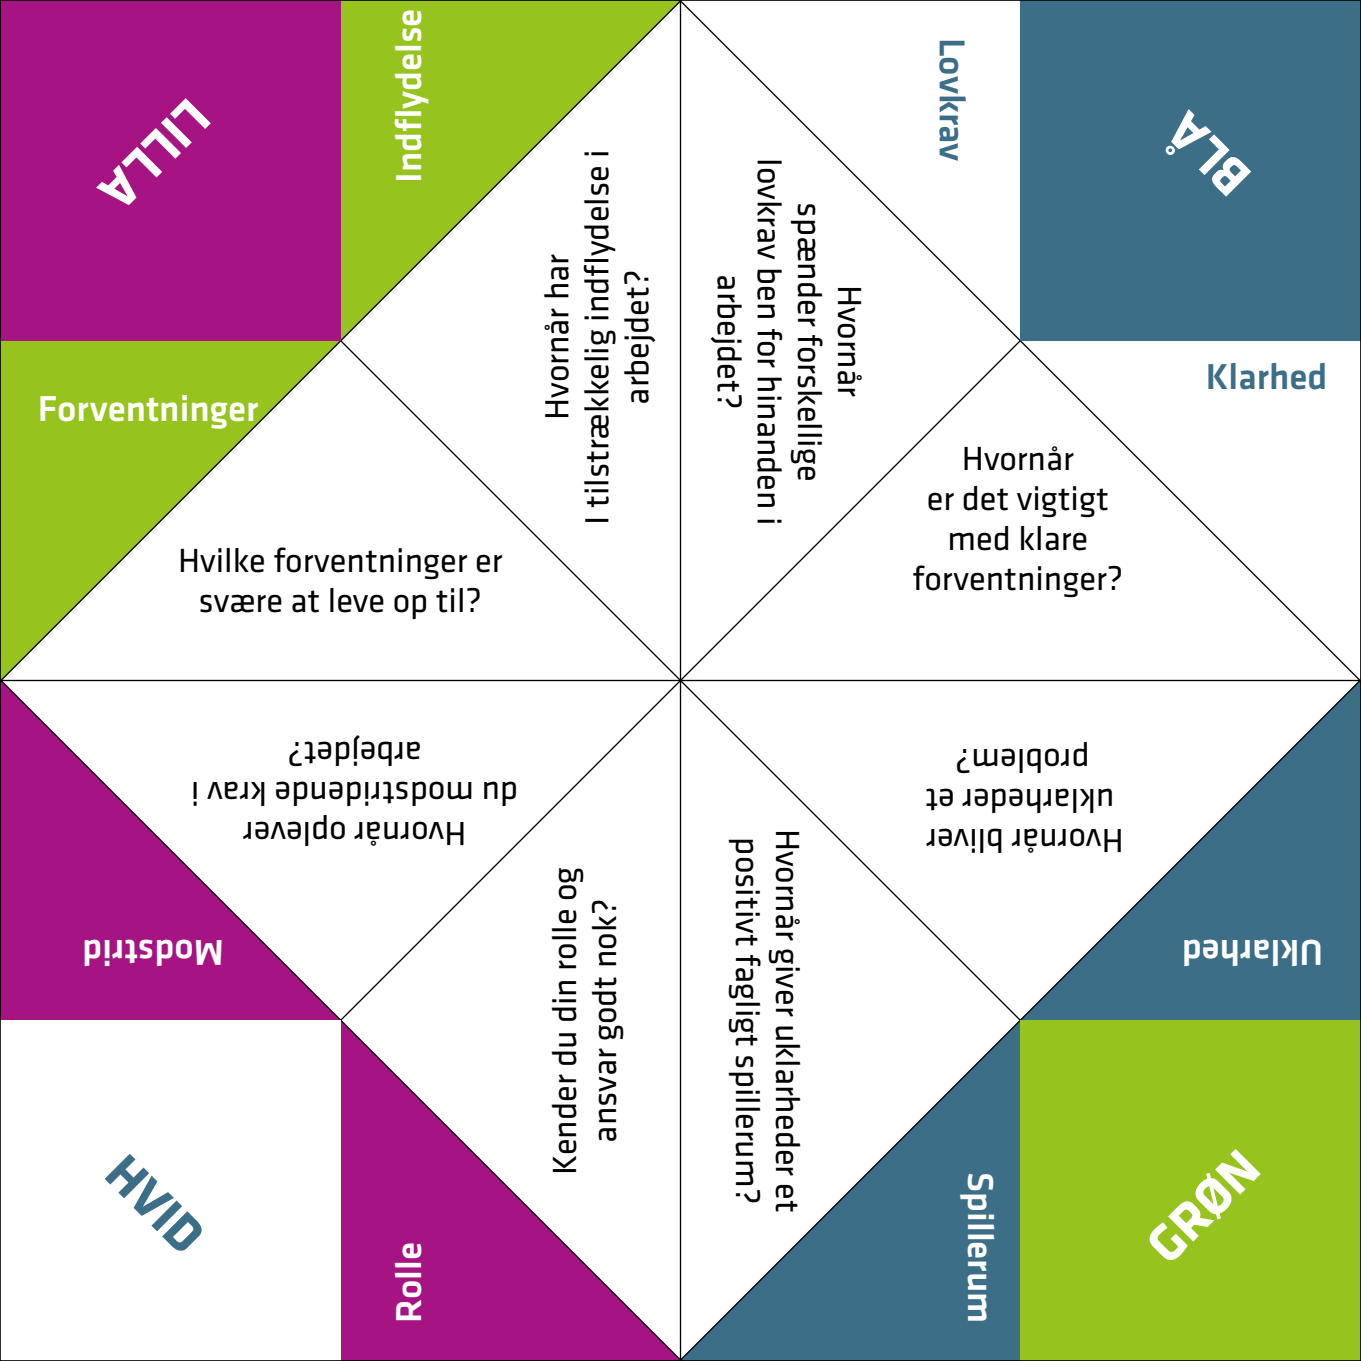 LILLA
Indflydelse
Forventninger
Hvornår har
I tilstrækkelig indflydelse i
arbejdet?
Hvilke forventninger er
svære at leve op til?
Lovkrav
BLÅ
Klarhed
Hvornår
spænder forskellige
lovkrav ben for hinanden i
arbejdet?
Hvornår
er det vigtigt
med klare
forventninger?
Hvornår oplever
du modstridende krav i
arbejdet?
Modstrid
Kender du din rolle og
ansvar godt nok?
HVID
Rolle
Hvornår bliver
uklarheder et
problem?
Uklarhed
Hvornår giver uklarheder et
positivt fagligt spillerum?
Spillerum
GRØN